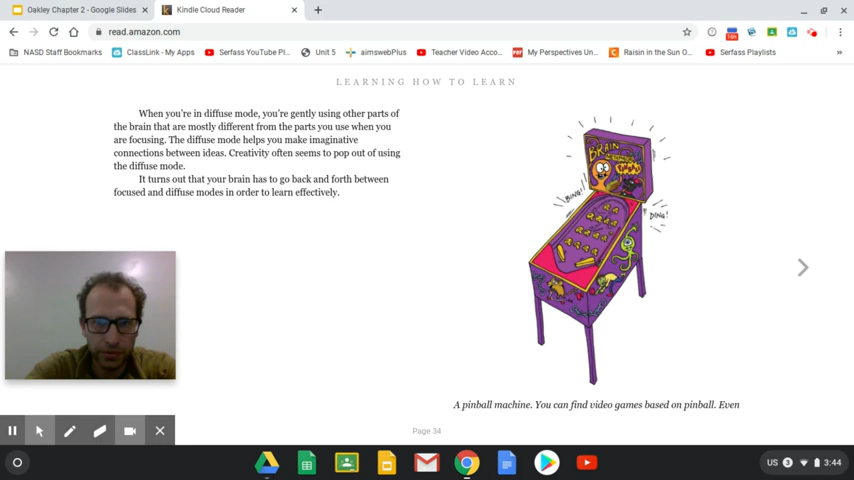 Oakley Chapter 2 - Google Slides
Kindle Cloud Reader
read.amazon.com
NASD Staff Bookmarks
ClassLink - My Apps
Serfass YouTube Pl...
Unit 5
aimswebPlus
Teacher Video Acco...
My Perspectives Un...
Raisin in the Sun O...
Serfass Playlists
LEARNING HOW TO LEARN
When you're in diffuse mode, you're gently using other parts of
the brain that are mostly different from the parts you use when you
are focusing. The diffuse mode helps you make imaginative
connections between ideas. Creativity often seems to pop out of using
the diffuse mode.
It turns out that your brain has to go back and forth between
focused and diffuse modes in order to learn effectively.
BRAIN
BING!
DING!
A pinball machine. You can find video games based on pinball. Even
Page 34
US 3 3:44